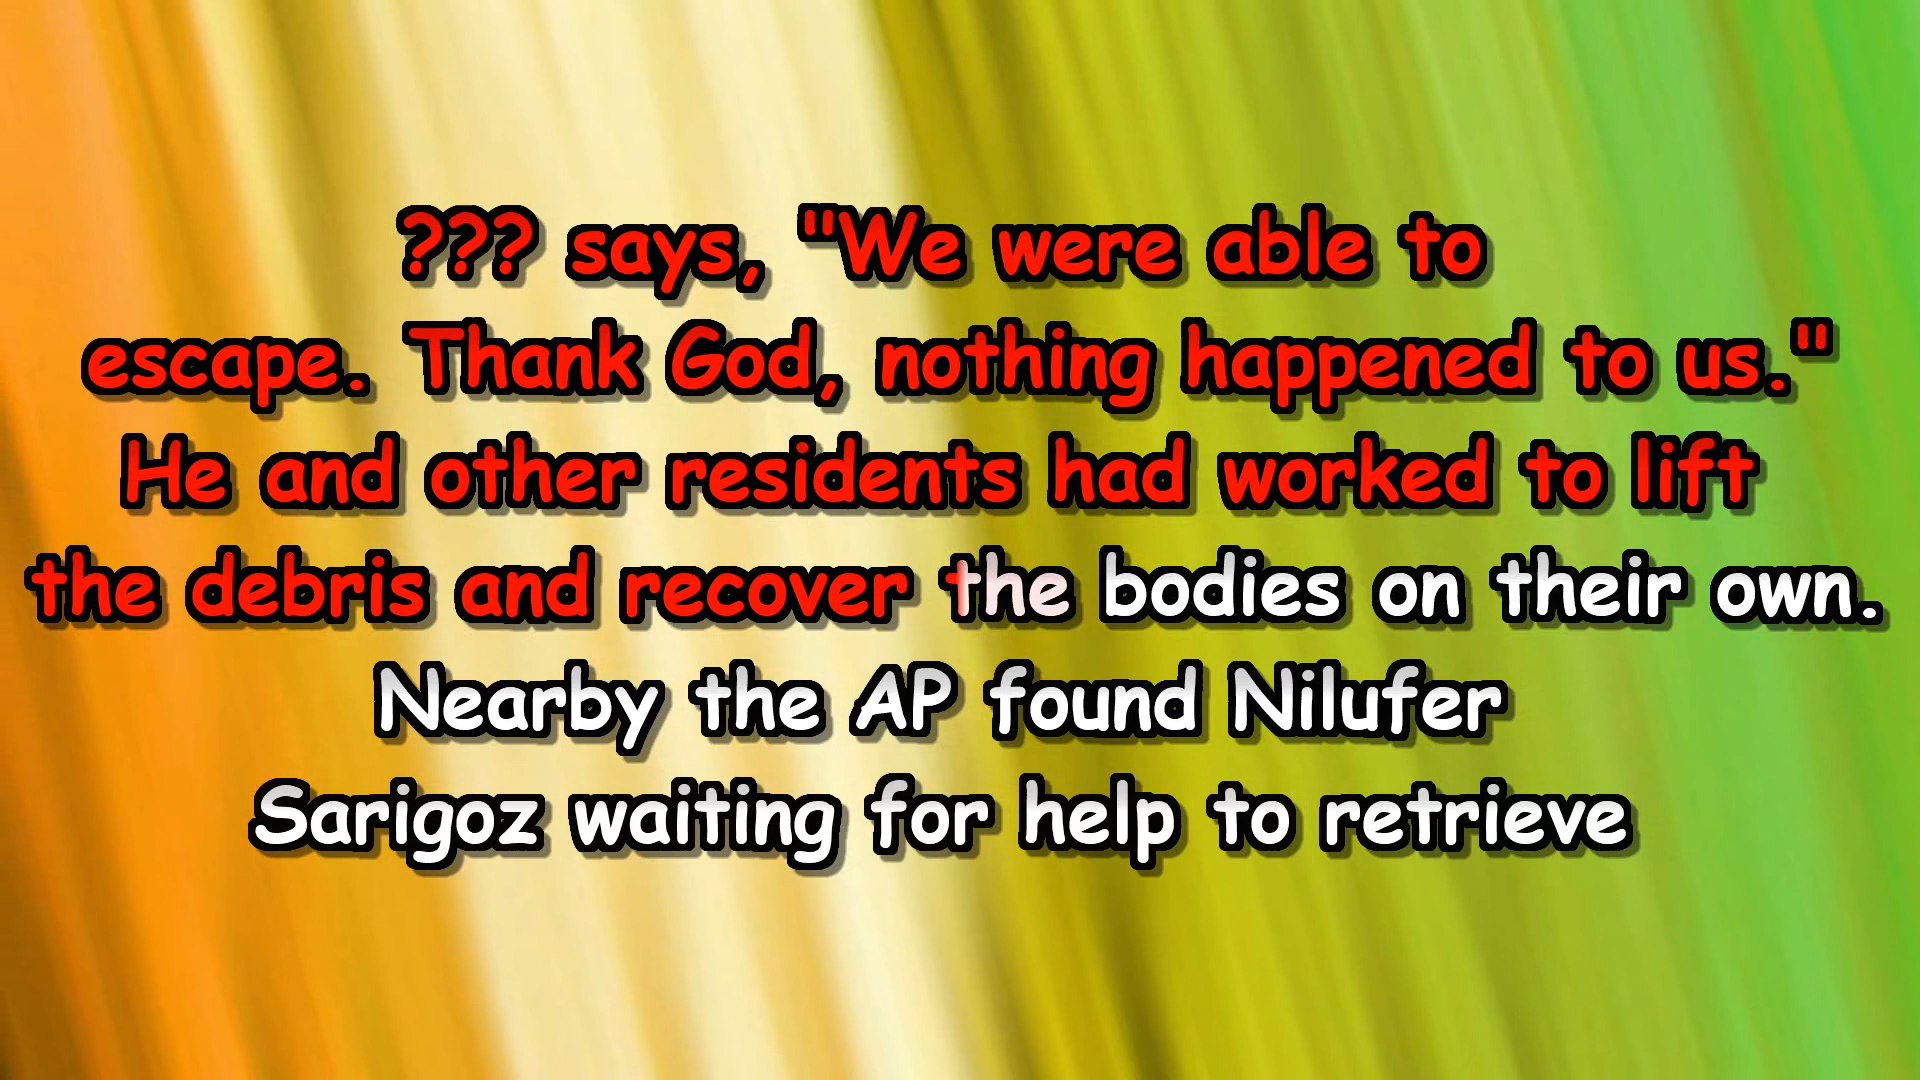 ??? says, "We were able to
escape. Thank God, nothing happened to us."
He and other residents had worked to lift
the debris and recover the bodies on their own.
Nearby the AP found Nilufer
Sarigoz waiting for help to retrieve